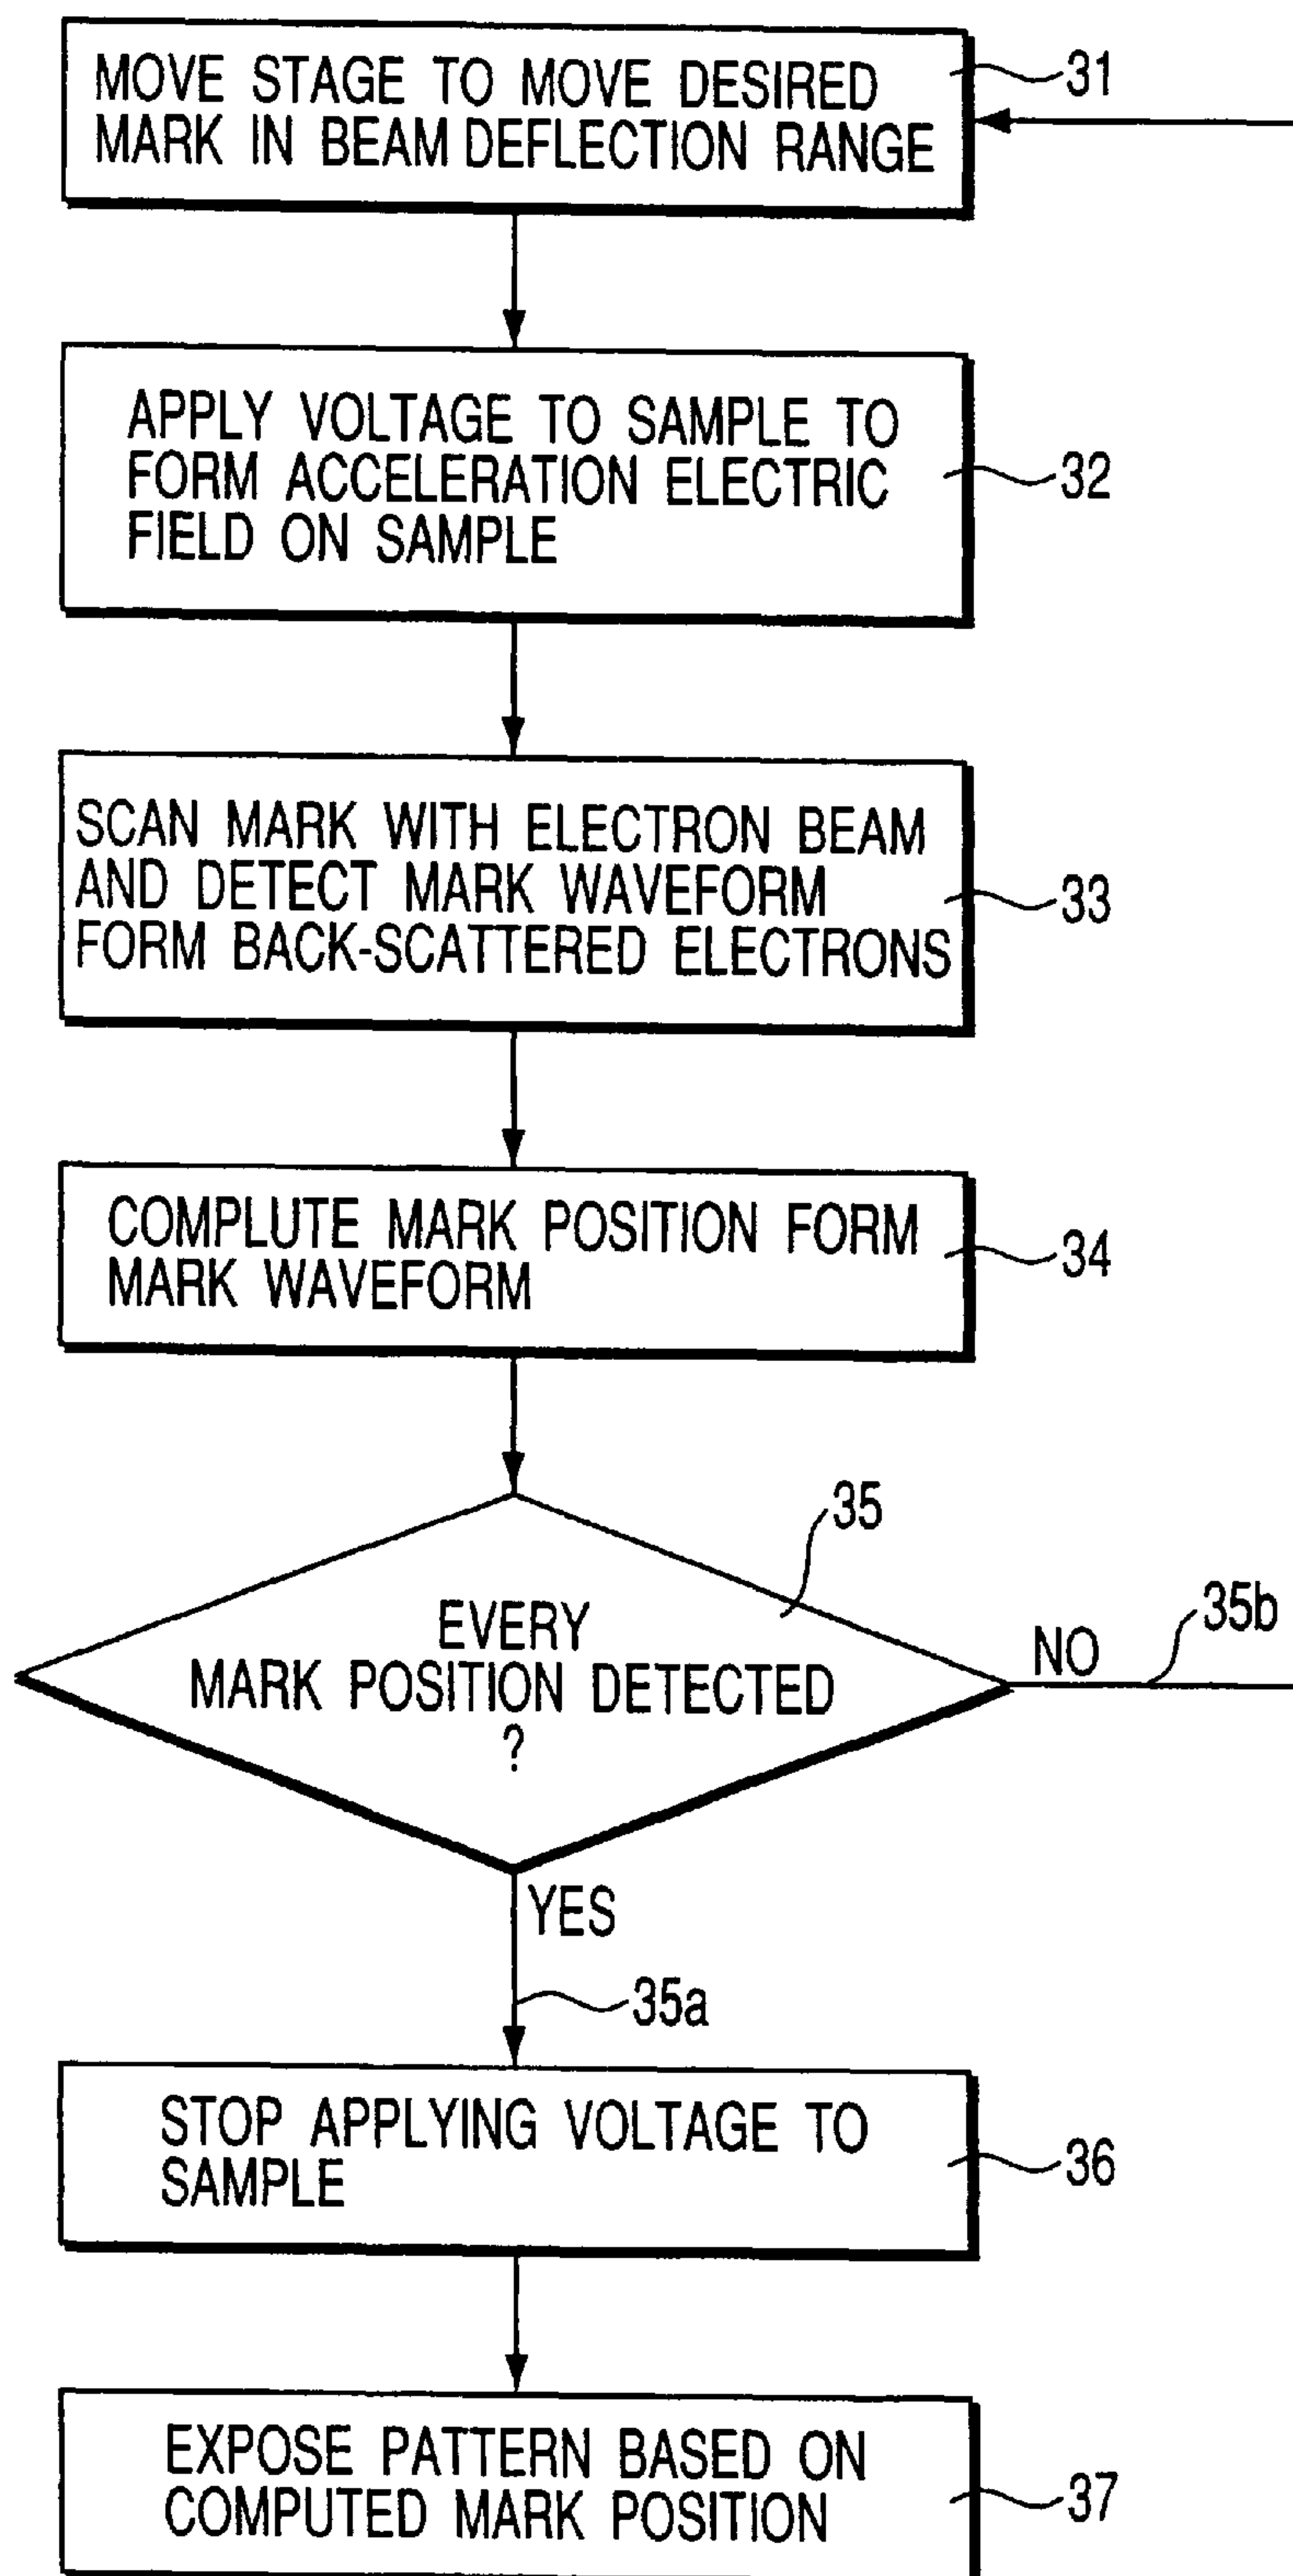 MOVE STAGE TO MOVE DESIRED
MARK IN BEAM DEFLECTION RANGE
31
APPLY VOLTAGE TO SAMPLE TO
FORM ACCELERATION ELECTRIC
FIELD ON SAMPLE
32
SCAN MARK WITH ELECTRON BEAM
AND DETECT MARK WAVEFORM
FORM BACK-SCATTERED ELECTRONS
33
COMPLUTE MARK POSITION FORM
MARK WAVEFORM
34
35
EVERY
MARK POSITION DETECTED
?
NO
35b
YES
35a
STOP APPLYING VOLTAGE TO
SAMPLE
36
EXPOSE PATTERN BASED ON
COMPUTED MARK POSITION
37